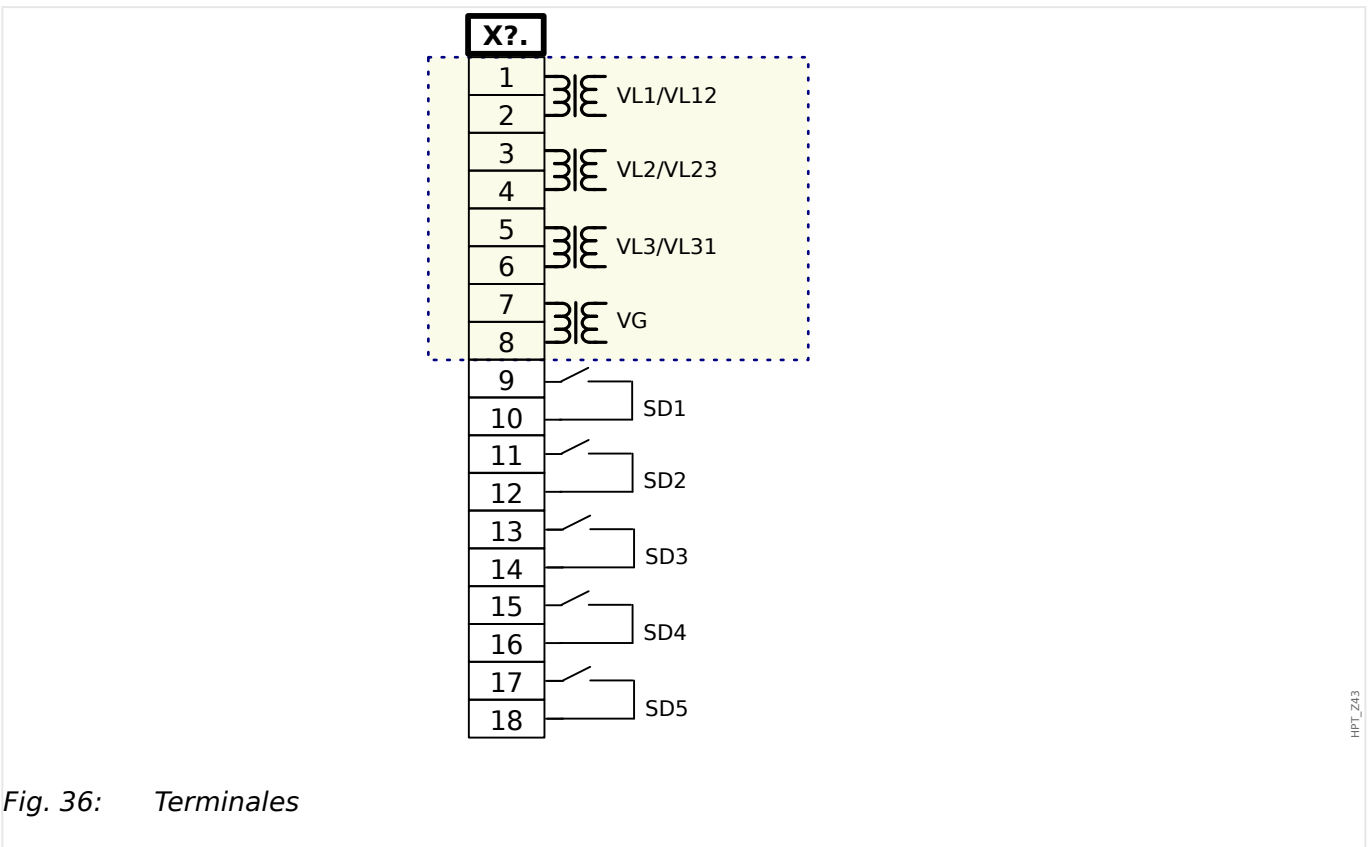 X?.
1
VL1/VL12
2
3
VL2/VL23
4
5
VL3/VL31
6
7
VG
8
9
SD1
10
11
SD2
12
13
SD3
14
15
SD4
16
17
SD5
18
HPT_Z43
Fig. 36: Terminales